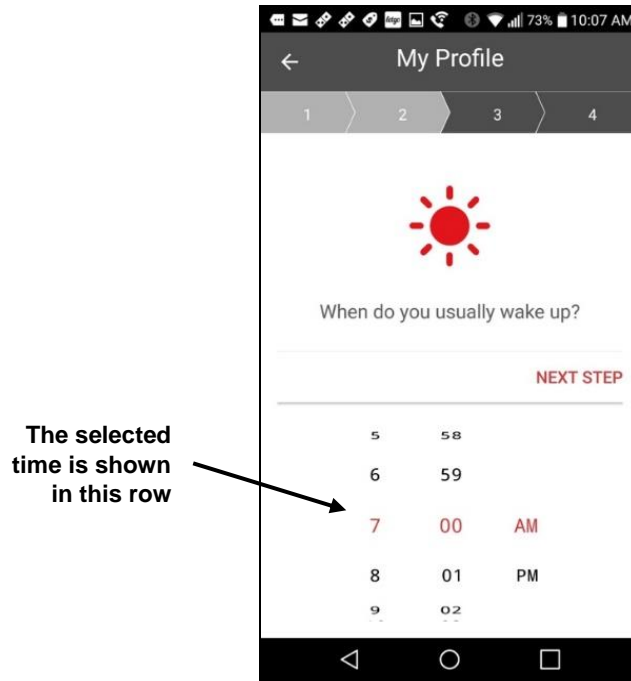 73% 10:07 AM
My Profile
1 2 3 4
When do you usually wake up?
NEXT STEP
The selected
time is shown
in this row
5 58
6 59
7 00 AM
8 01 PM
9 02